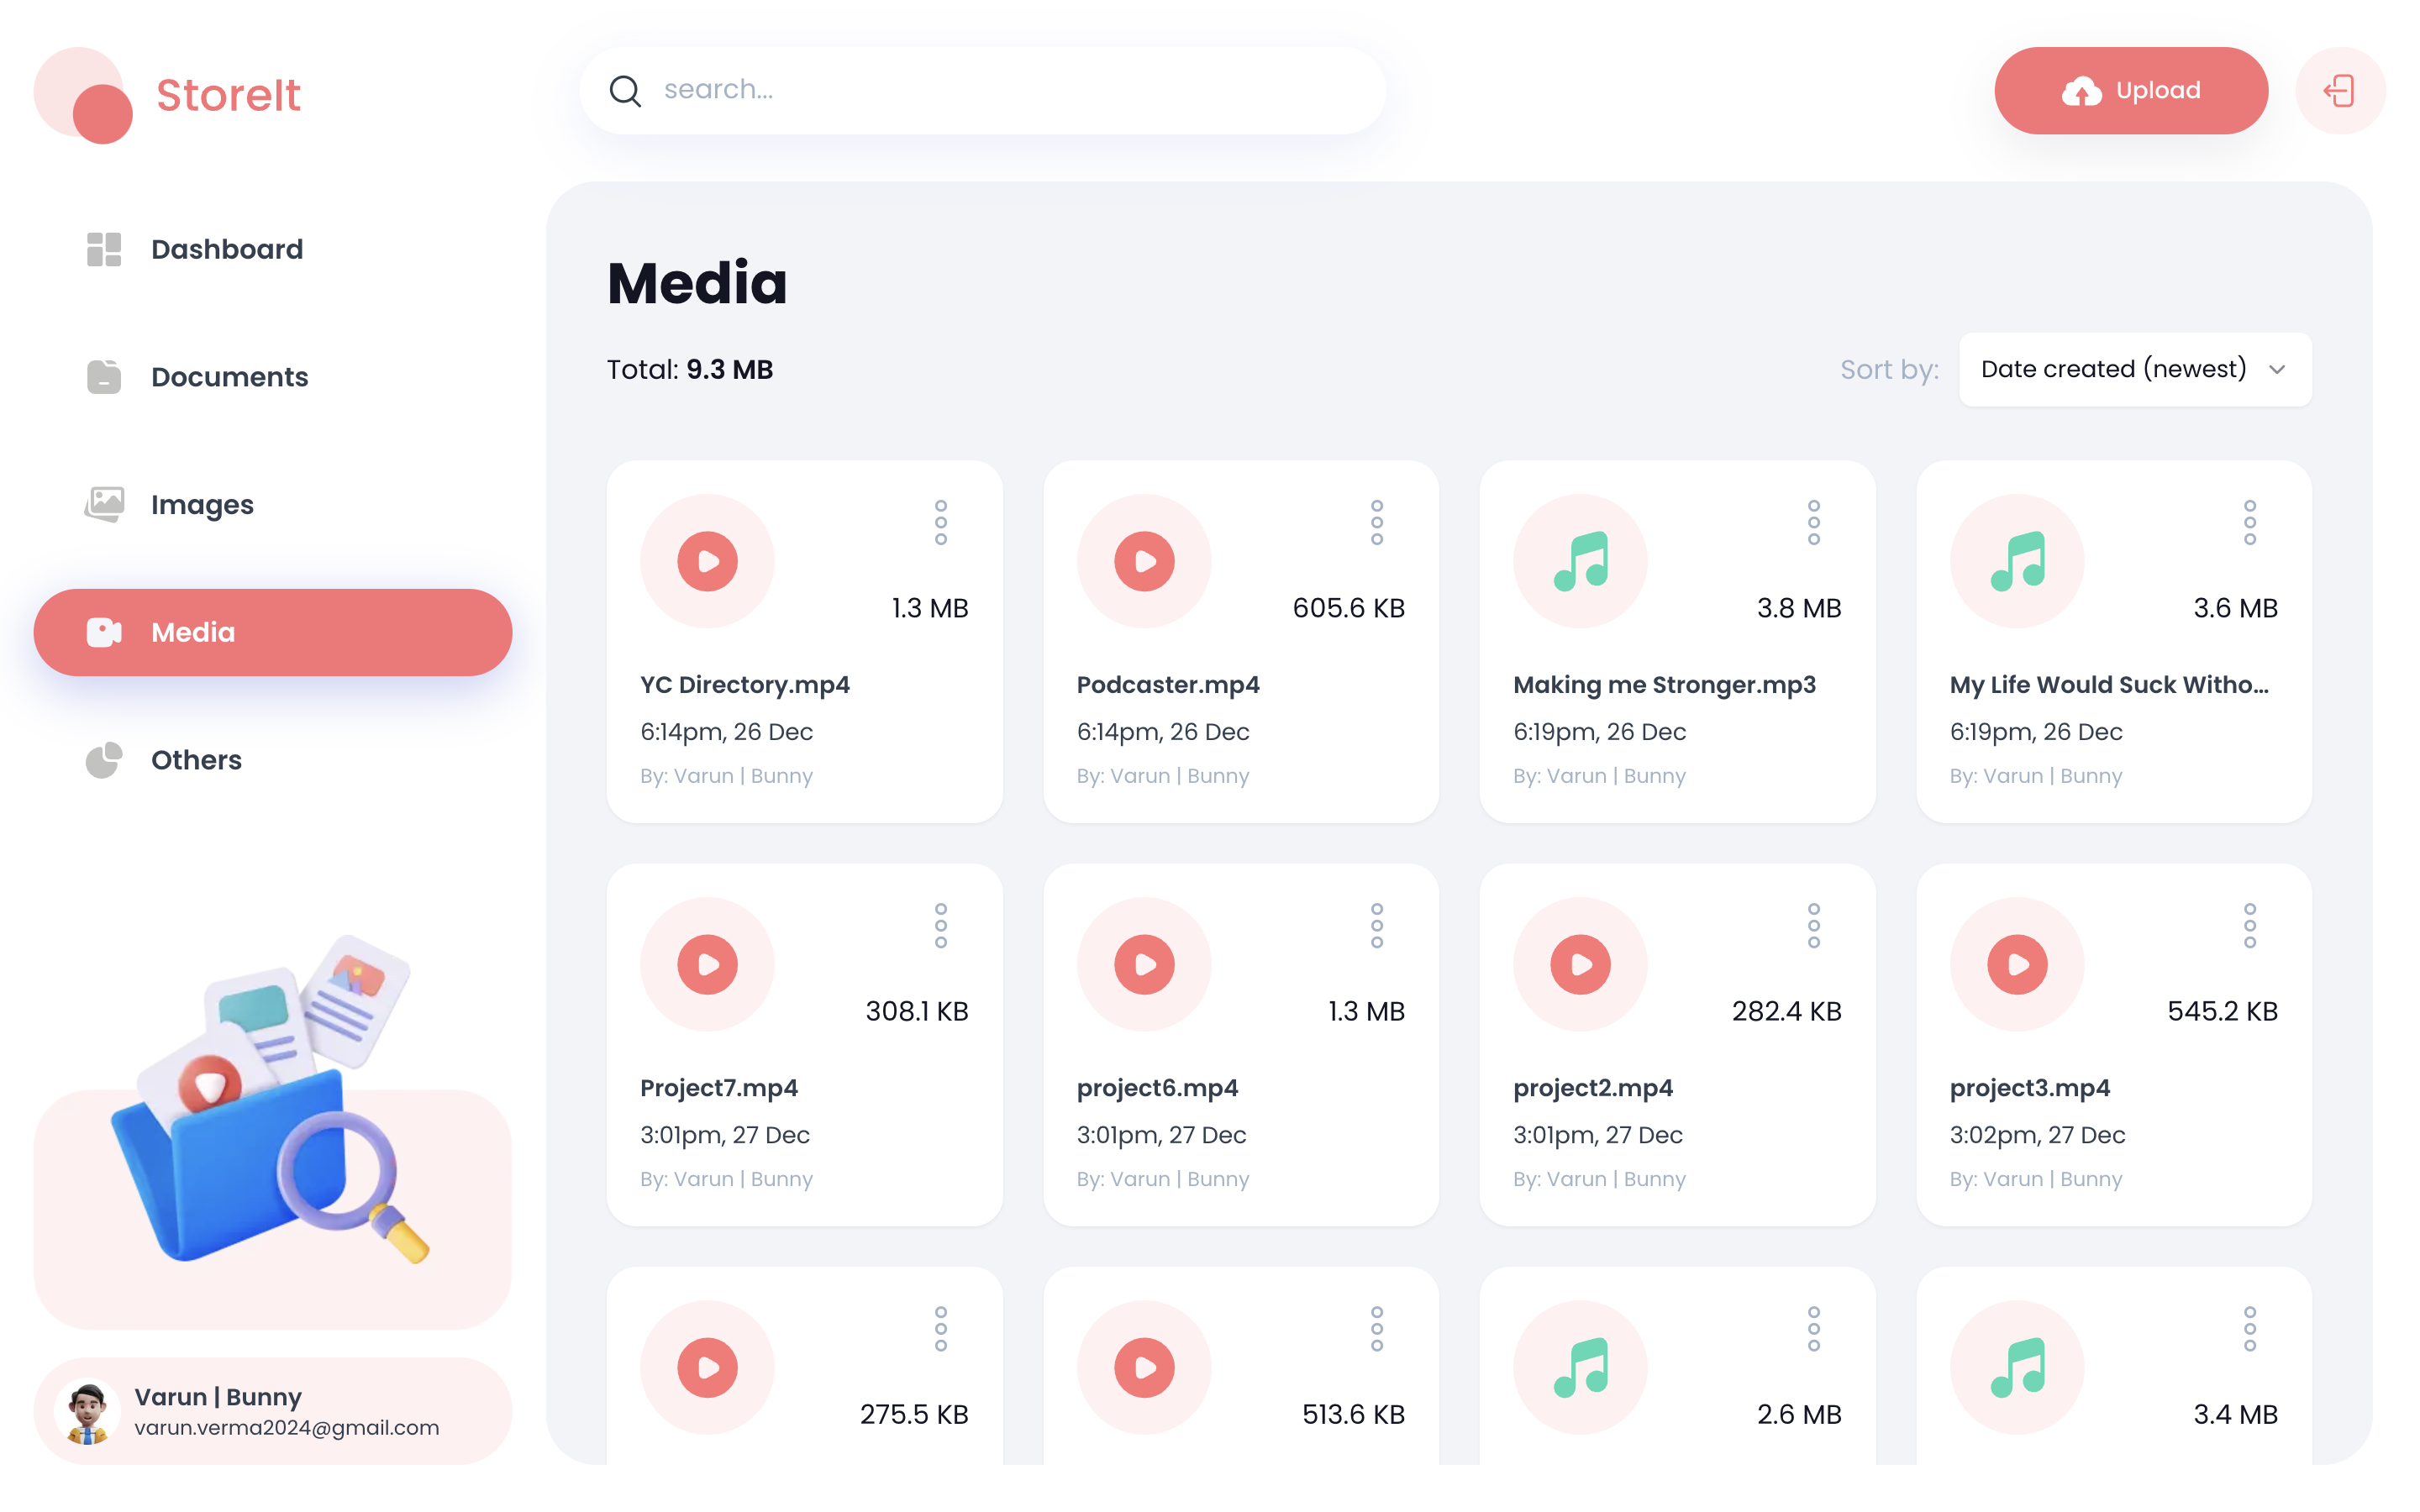 StoreIt
search...
Upload
Dashboard
Documents
Images
Media
Others
Varun | Bunny
varun.verma2024@gmail.com
Media
Total: 9.3 MB
Sort by: Date created (newest)
1.3 MB
YC Directory.mp4
6:14pm, 26 Dec
By: Varun | Bunny
605.6 KB
Podcaster.mp4
6:14pm, 26 Dec
By: Varun | Bunny
3.8 MB
Making me Stronger.mp3
6:19pm, 26 Dec
By: Varun | Bunny
3.6 MB
My Life Would Suck Witho...
6:19pm, 26 Dec
By: Varun | Bunny
308.1 KB
Project7.mp4
3:01pm, 27 Dec
By: Varun | Bunny
1.3 MB
project6.mp4
3:01pm, 27 Dec
By: Varun | Bunny
282.4 KB
project2.mp4
3:01pm, 27 Dec
By: Varun | Bunny
545.2 KB
project3.mp4
3:02pm, 27 Dec
By: Varun | Bunny
275.5 KB
513.6 KB
2.6 MB
3.4 MB